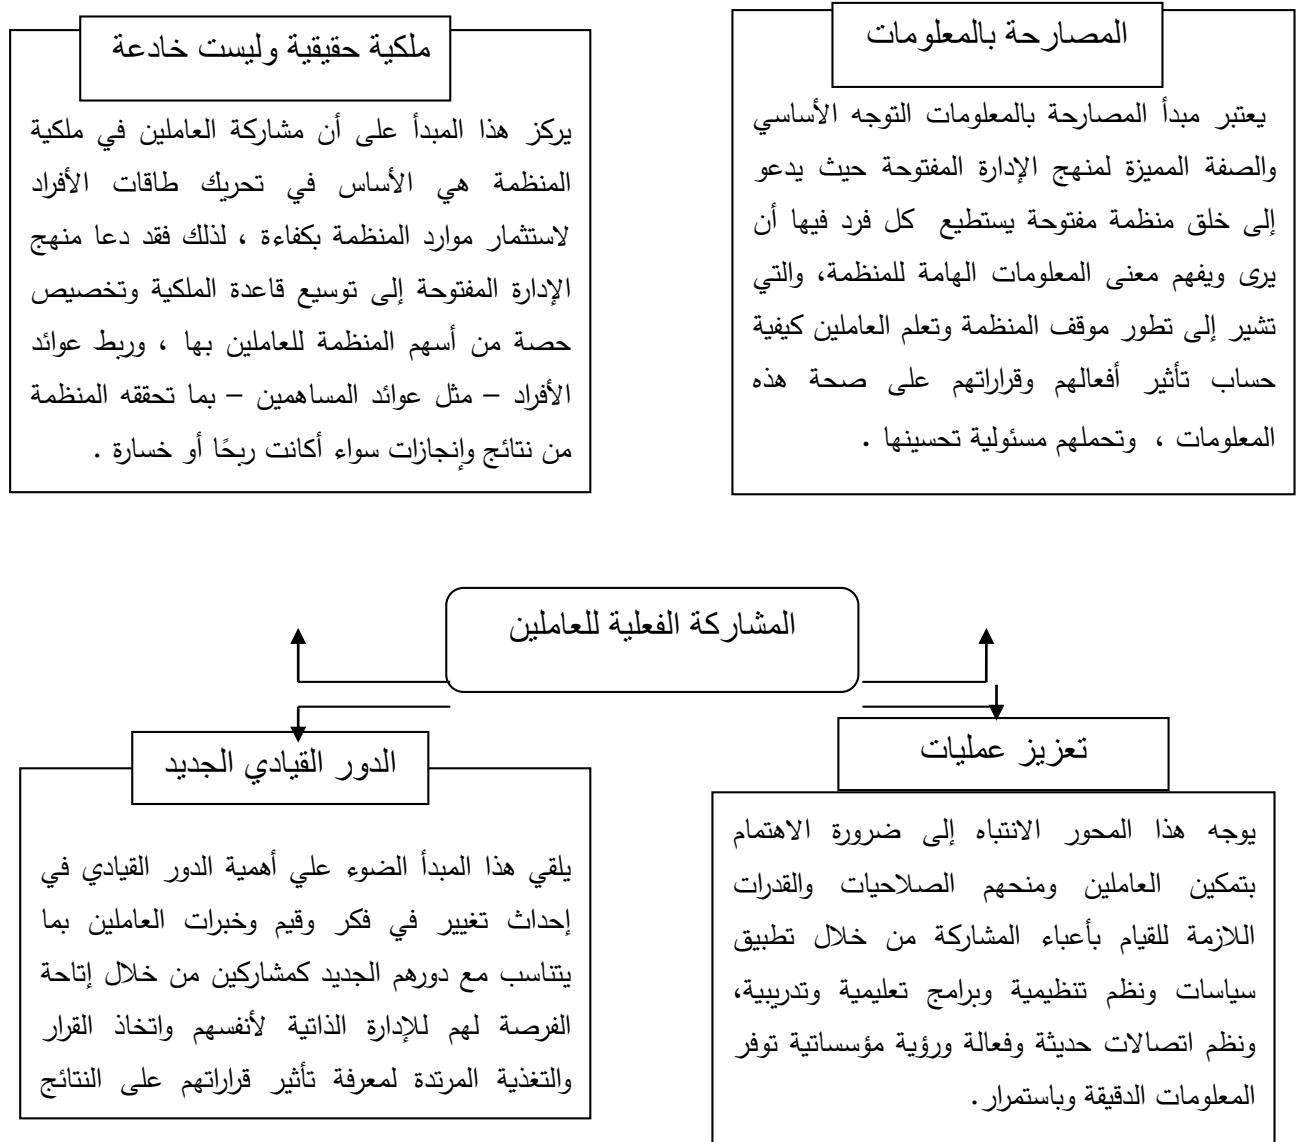 المصارحة بالمعلومات
يعتبر مبدأ المصارحة بالمعلومات التوجه الأساسي
والصفة المميزة لمنهج الإدارة المفتوحة حيث يدعو
إلى خلق منظمة مفتوحة يستطيع كل فرد فيها أن
يرى ويفهم معنى المعلومات الهامة للمنظمة، والتي
تشير إلى تطور موقف المنظمة وتعلم العاملين كيفية
حساب تأثير أفعالهم وقراراتهم على صحة هذه
المعلومات ، وتحملهم مسئولية تحسينها .
ملكية حقيقية وليست خادعة
يركز هذا المبدأ على أن مشاركة العاملين في ملكية
المنظمة هي الأساس في تحريك طاقات الأفراد
لاستثمار موارد المنظمة بكفاءة ، لذلك فقد دعا منهج
الإدارة المفتوحة إلى توسيع قاعدة الملكية وتخصيص
حصة من أسهم المنظمة للعاملين بها ، وربط عوائد
الأفراد – مثل عوائد المساهمين – بما تحققه المنظمة
من نتائج وإنجازات سواء أكانت ربحًا أو خسارة .
المشاركة الفعلية للعاملين
تعزيز عمليات
يوجه هذا المحور الانتباه إلى ضرورة الاهتمام
بتمكين العاملين ومنحهم الصلاحيات والقدرات
اللازمة للقيام بأعباء المشاركة من خلال تطبيق
سياسات ونظم تنظيمية وبرامج تعليمية وتدريبية،
ونظم اتصالات حديثة وفعالة ورؤية مؤسساتية توفر
المعلومات الدقيقة وباستمرار.
الدور القيادي الجديد
يلقي هذا المبدأ الضوء علي أهمية الدور القيادي في
إحداث تغيير في فكر وقيم وخبرات العاملين بما
يتناسب مع دورهم الجديد كمشاركين من خلال إتاحة
الفرصة لهم للإدارة الذاتية لأنفسهم واتخاذ القرار
والتغذية المرتدة لمعرفة تأثير قراراتهم على النتائج